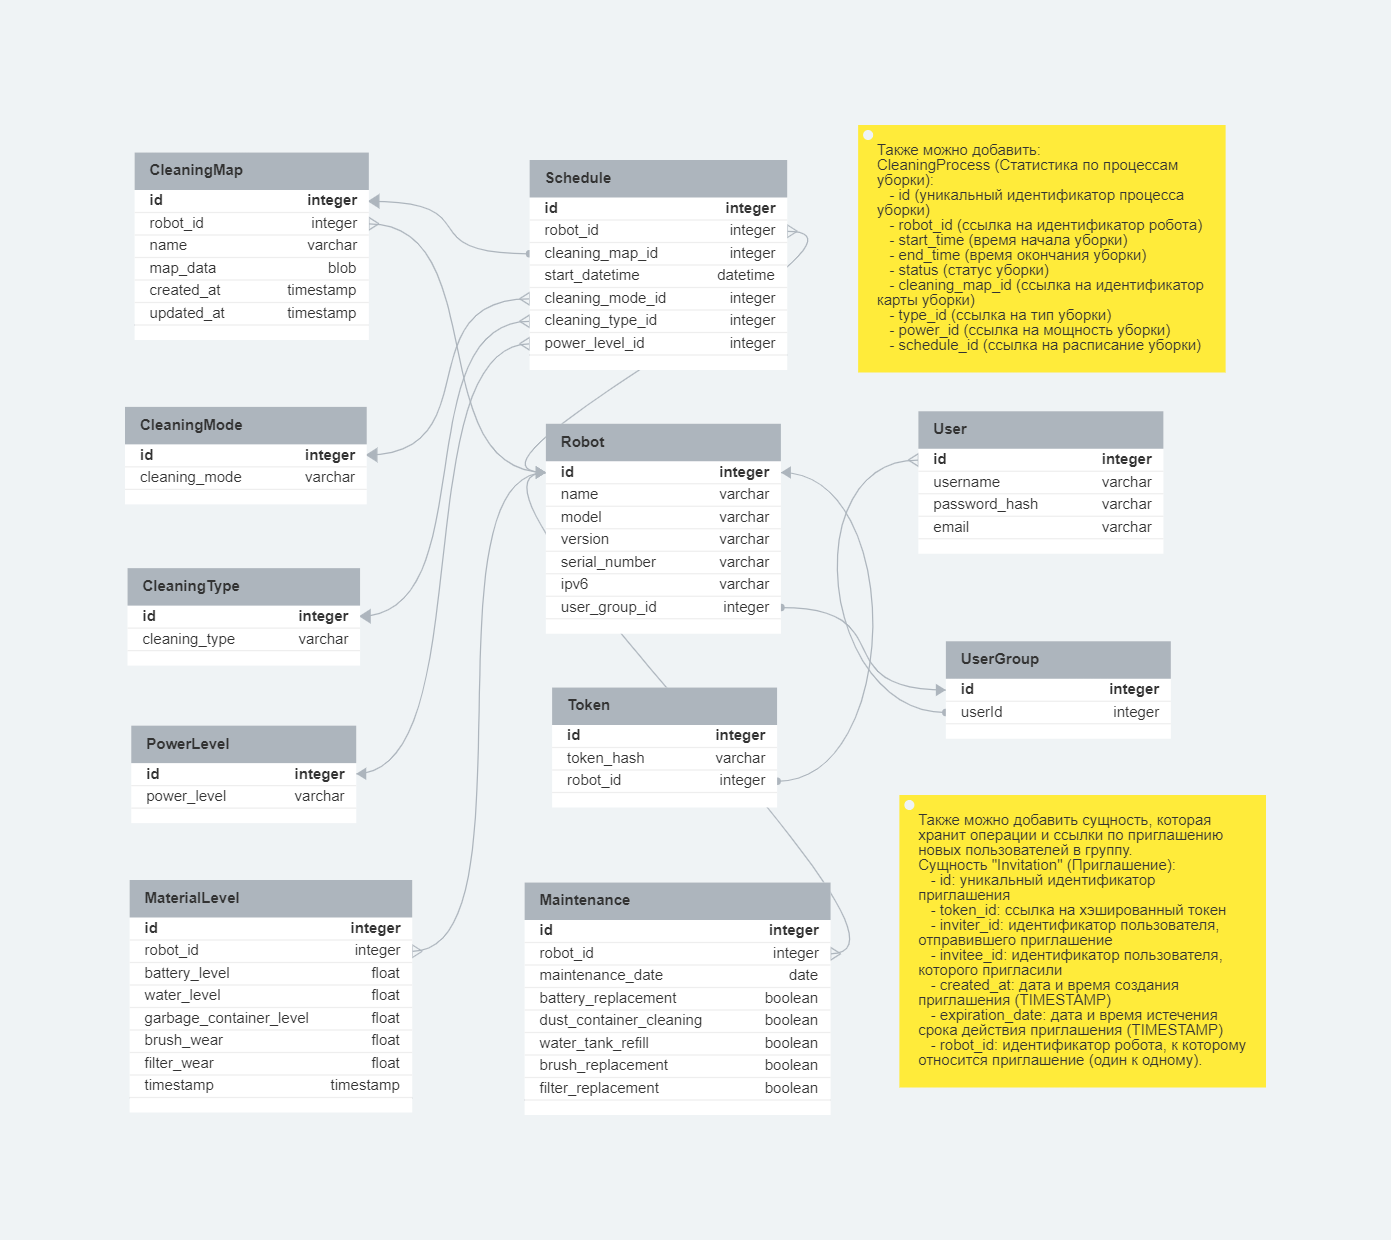 CleaningMap
id integer
robot_id integer
name varchar
map_data blob
created_at timestamp
updated_at timestamp
Schedule
id integer
robot_id integer
cleaning_map_id integer
start_datetime datetime
cleaning_mode_id integer
cleaning_type_id integer
power_level_id integer
Также можно добавить:
CleaningProcess (Статистика по процессам
уборки):
- id (уникальный идентификатор процесса
уборки)
- robot_id (ссылка на идентификатор робота)
- start_time (время начала уборки)
- end_time (время окончания уборки)
- status (статус уборки)
- cleaning_map_id (ссылка на идентификатор
карты уборки)
- type_id (ссылка на тип уборки)
- power_id (ссылка на мощность уборки)
- schedule_id (ссылка на расписание уборки)
CleaningMode
id integer
cleaning_mode varchar
Robot
id integer
name varchar
model varchar
version varchar
serial_number varchar
ipv6 varchar
user_group_id integer
User
id integer
username varchar
password_hash varchar
email varchar
CleaningType
id integer
cleaning_type varchar
UserGroup
id integer
userId integer
PowerLevel
id integer
power_level varchar
Token
id integer
token_hash varchar
robot_id integer
MaterialLevel
id integer
robot_id integer
battery_level float
water_level float
garbage_container_level float
brush_wear float
filter_wear float
timestamp timestamp
Maintenance
id integer
robot_id integer
maintenance_date date
battery_replacement boolean
dust_container_cleaning boolean
water_tank_refill boolean
brush_replacement boolean
filter_replacement boolean
Также можно добавить сущность, которая
хранит операции и ссылки по приглашению
новых пользователей в группу.
Сущность "Invitation" (Приглашение):
- id: уникальный идентификатор
приглашения
- token_id: ссылка на хэшированный токен
- inviter_id: идентификатор пользователя,
отправившего приглашение
- invitee_id: идентификатор пользователя,
которого пригласили
- created_at: дата и время создания
приглашения (TIMESTAMP)
- expiration_date: дата и время истечения
срока действия приглашения (TIMESTAMP)
- robot_id: идентификатор робота, к которому
относится приглашение (один к одному).